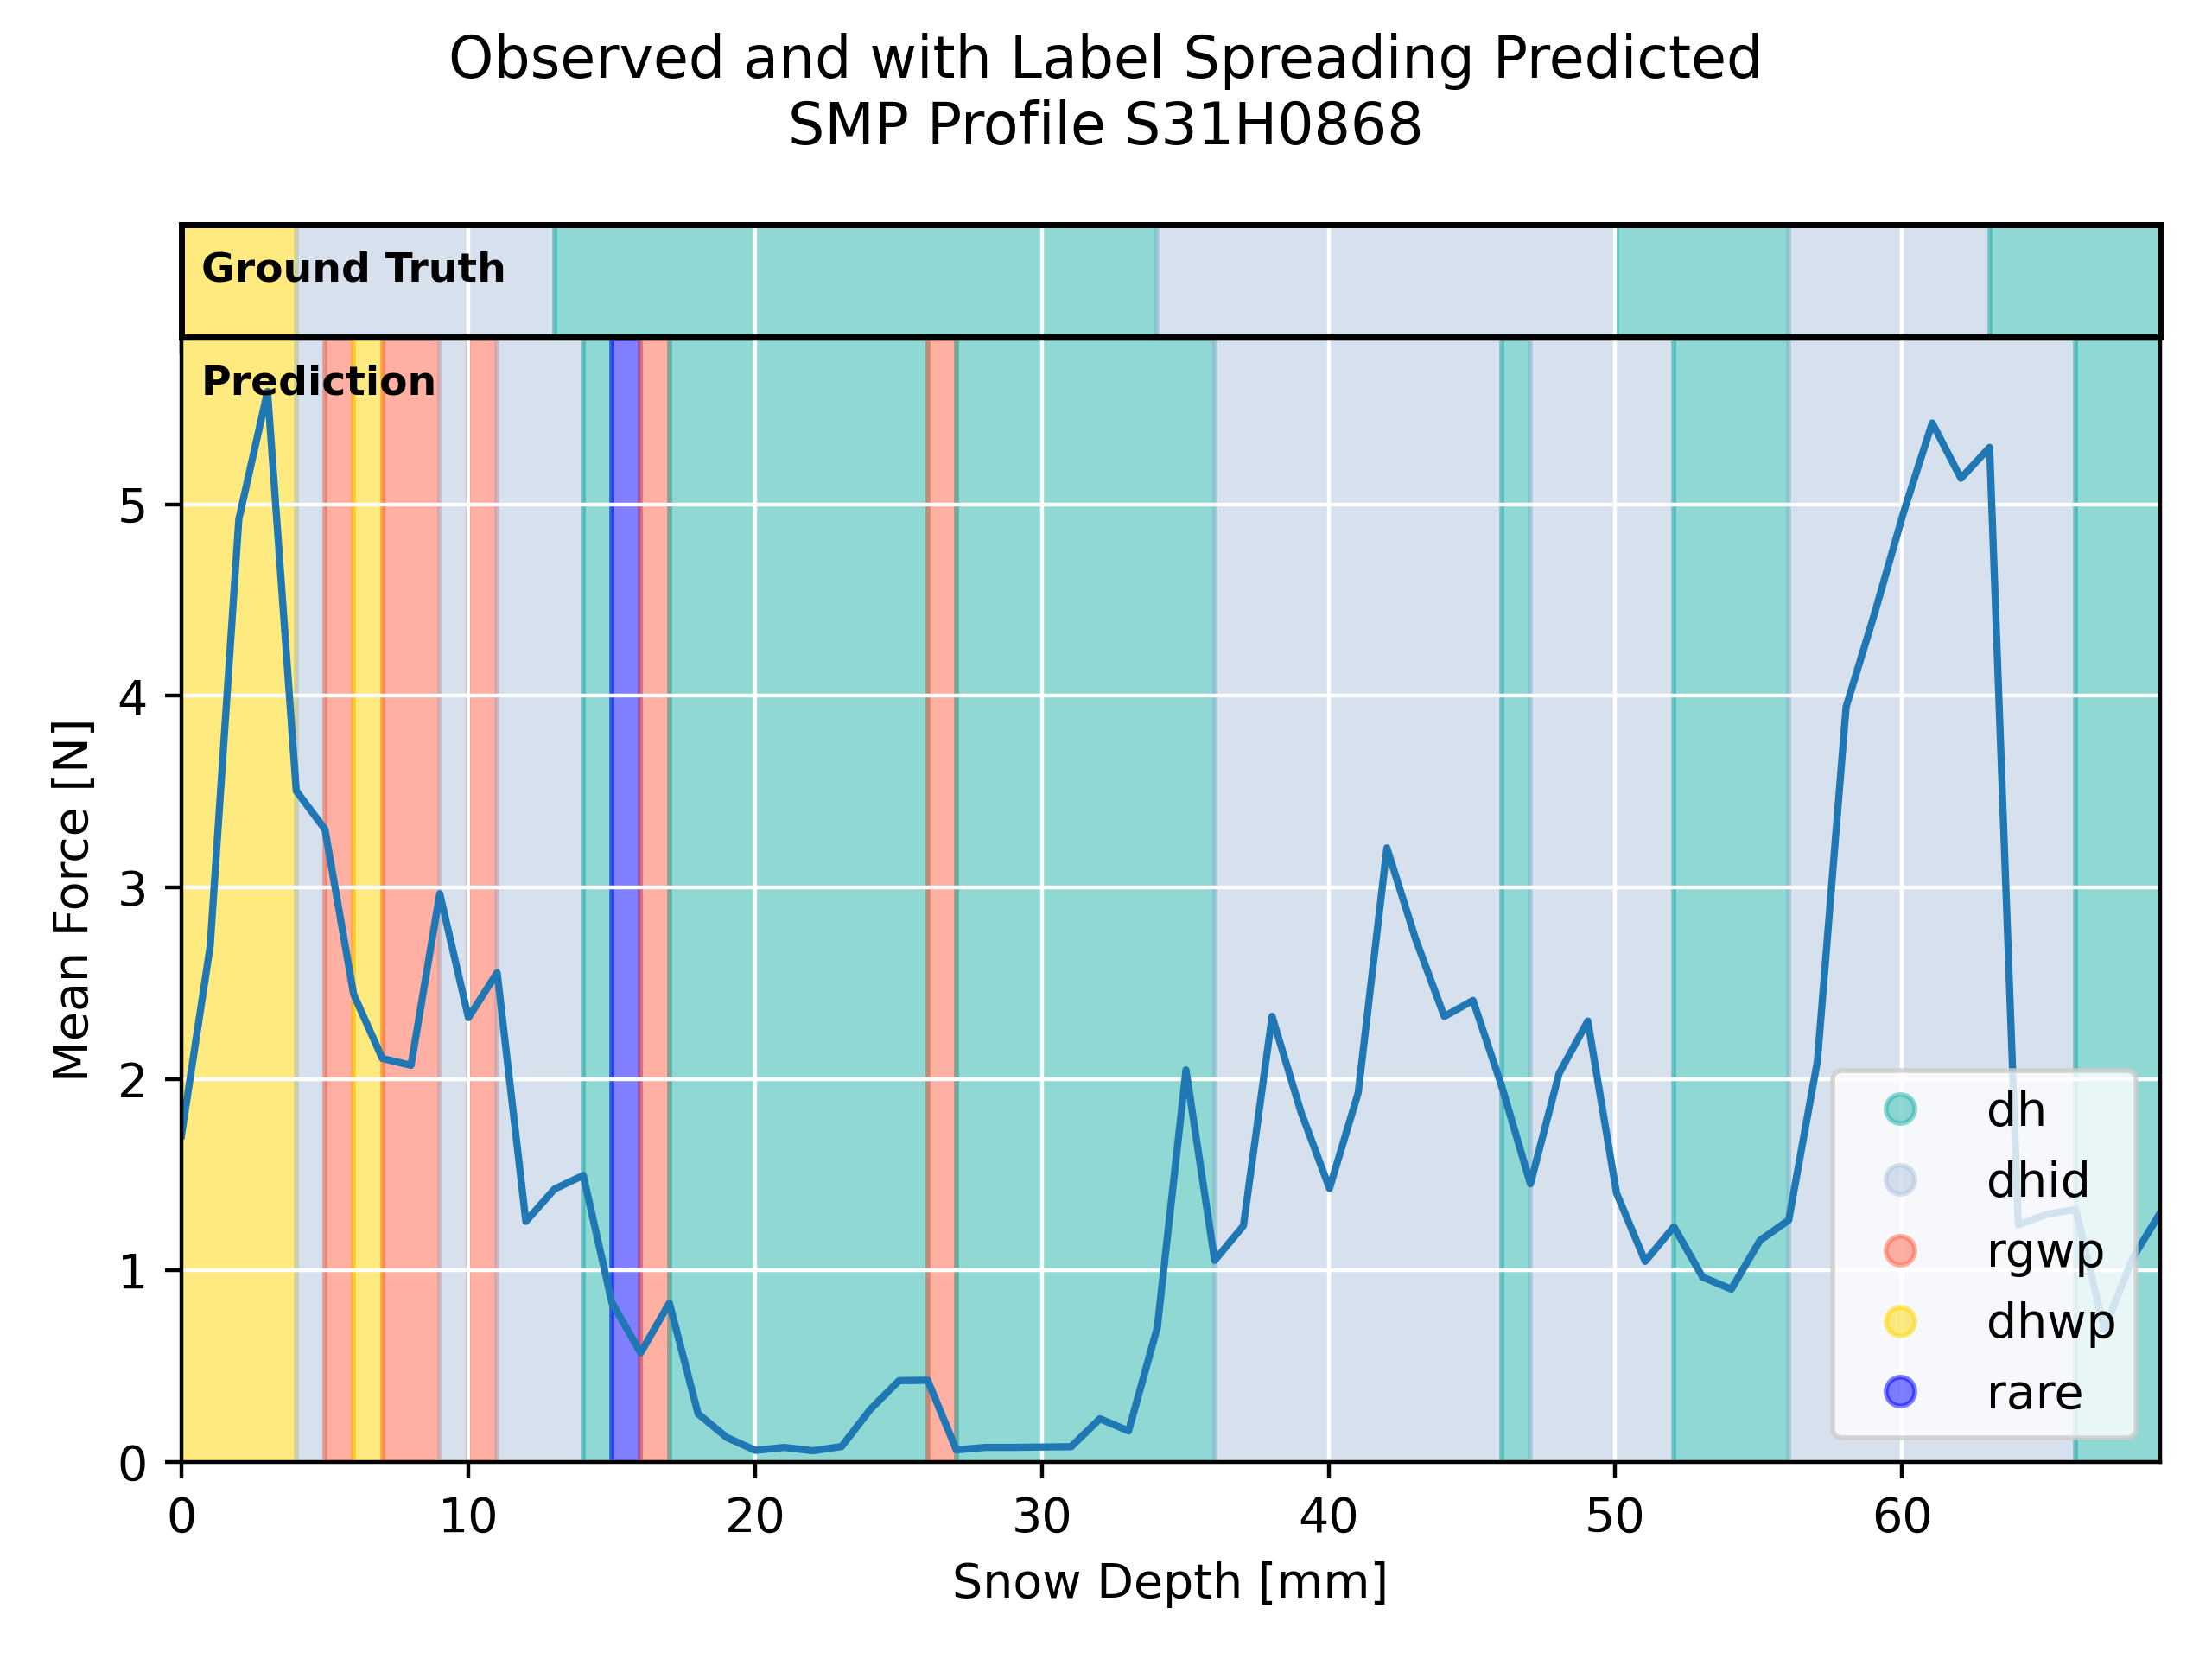 Observed and with Label Spreading Predicted
SMP Profile S31H0868
Ground Truth
Prediction
Mean Force [N]
5
4
3
2
1
0
dh
dhid
rgwp
dhwp
rare
0 10 20 30 40 50 60
Snow Depth [mm]